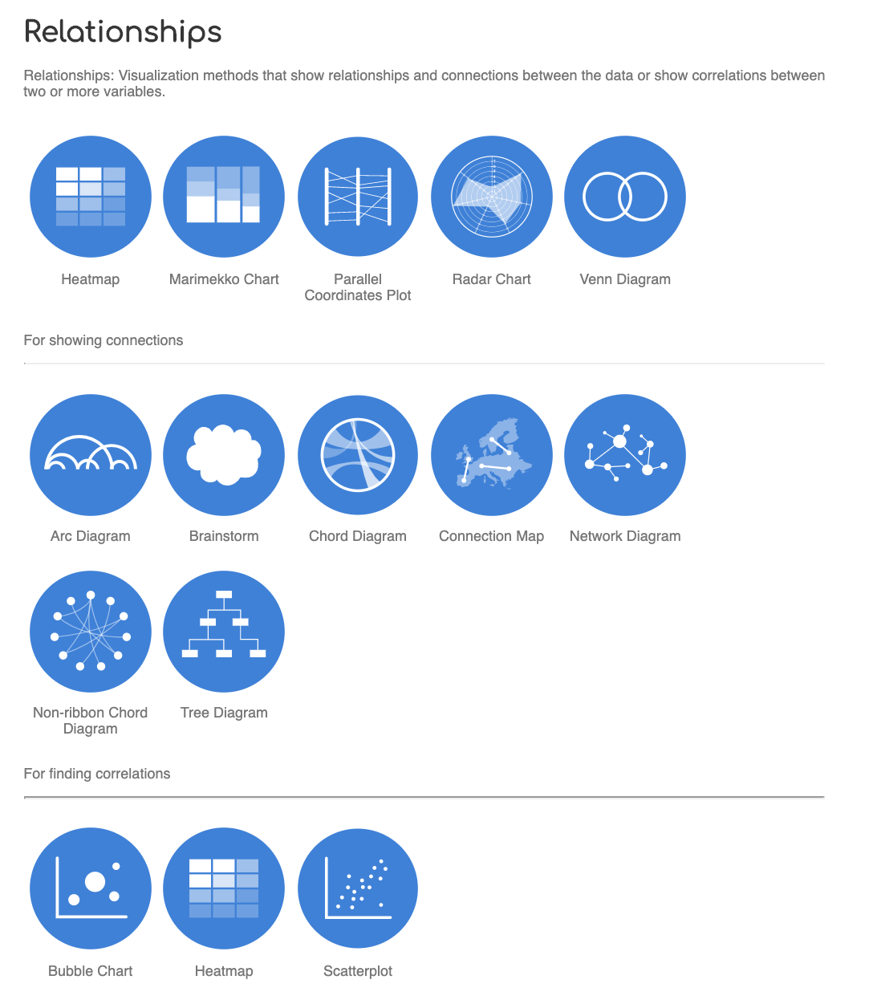 Relationships
Relationships: Visualization methods that show relationships and connections between the data or show correlations between
two or more variables.
Heatmap
Marimekko Chart
Parallel
Coordinates Plot
Radar Chart
Venn Diagram
For showing connections
Arc Diagram
Brainstorm
Chord Diagram
Connection Map
Network Diagram
Non-ribbon Chord
Diagram
Tree Diagram
For finding correlations
Bubble Chart
Heatmap
Scatterplot